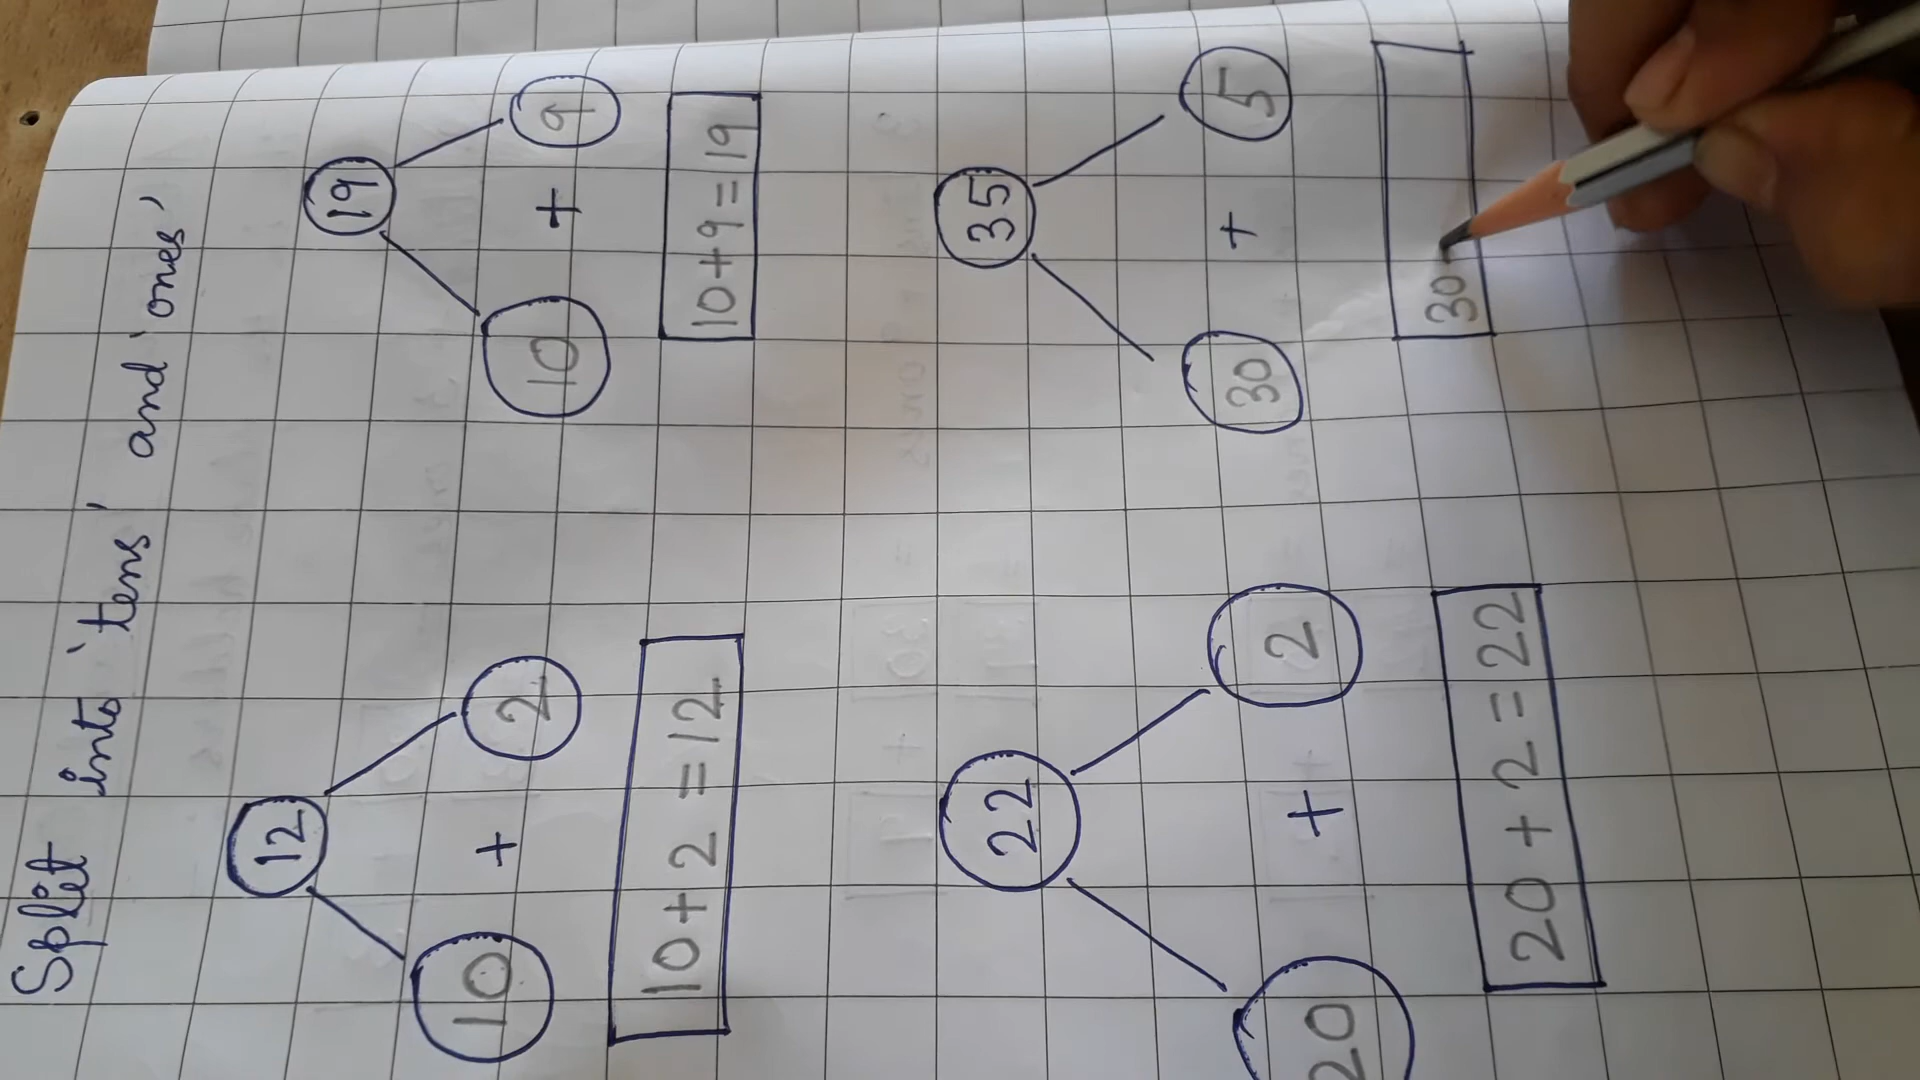 Split into 'tens' and 'ones'
12
10 + 2
10 + 2 = 12
19
10 + 9
10 + 9 = 19
22
20 + 2
20 + 2 = 22
35
30 + 5
30